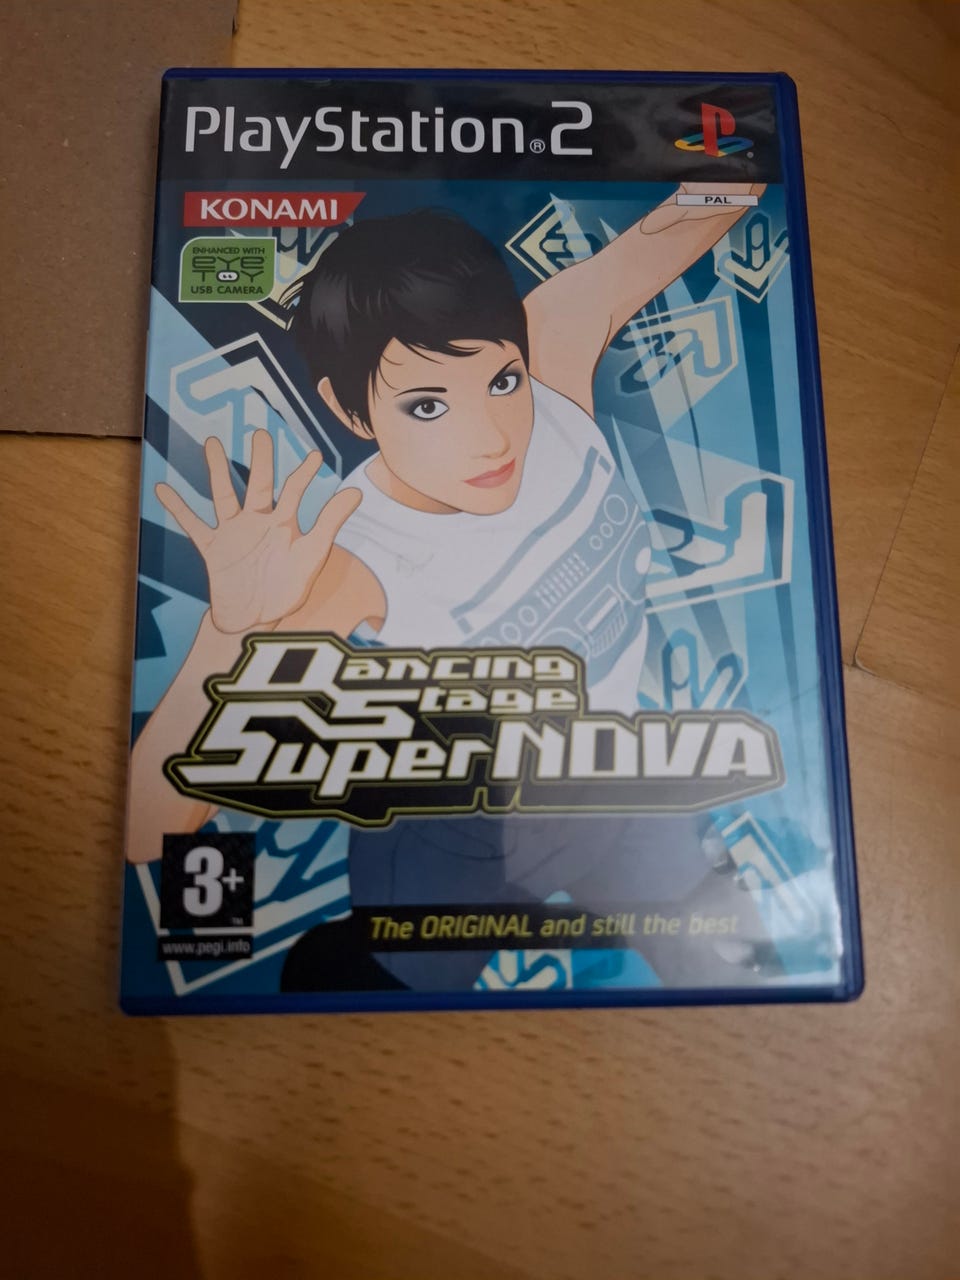 PlayStation®2
PAL
KONAMI
ENHANCED WITH
EYE
TOY
USB CAMERA
Dancing
Stage
SuperNOVA
3+
™
www.pegi.info
The ORIGINAL and still the best